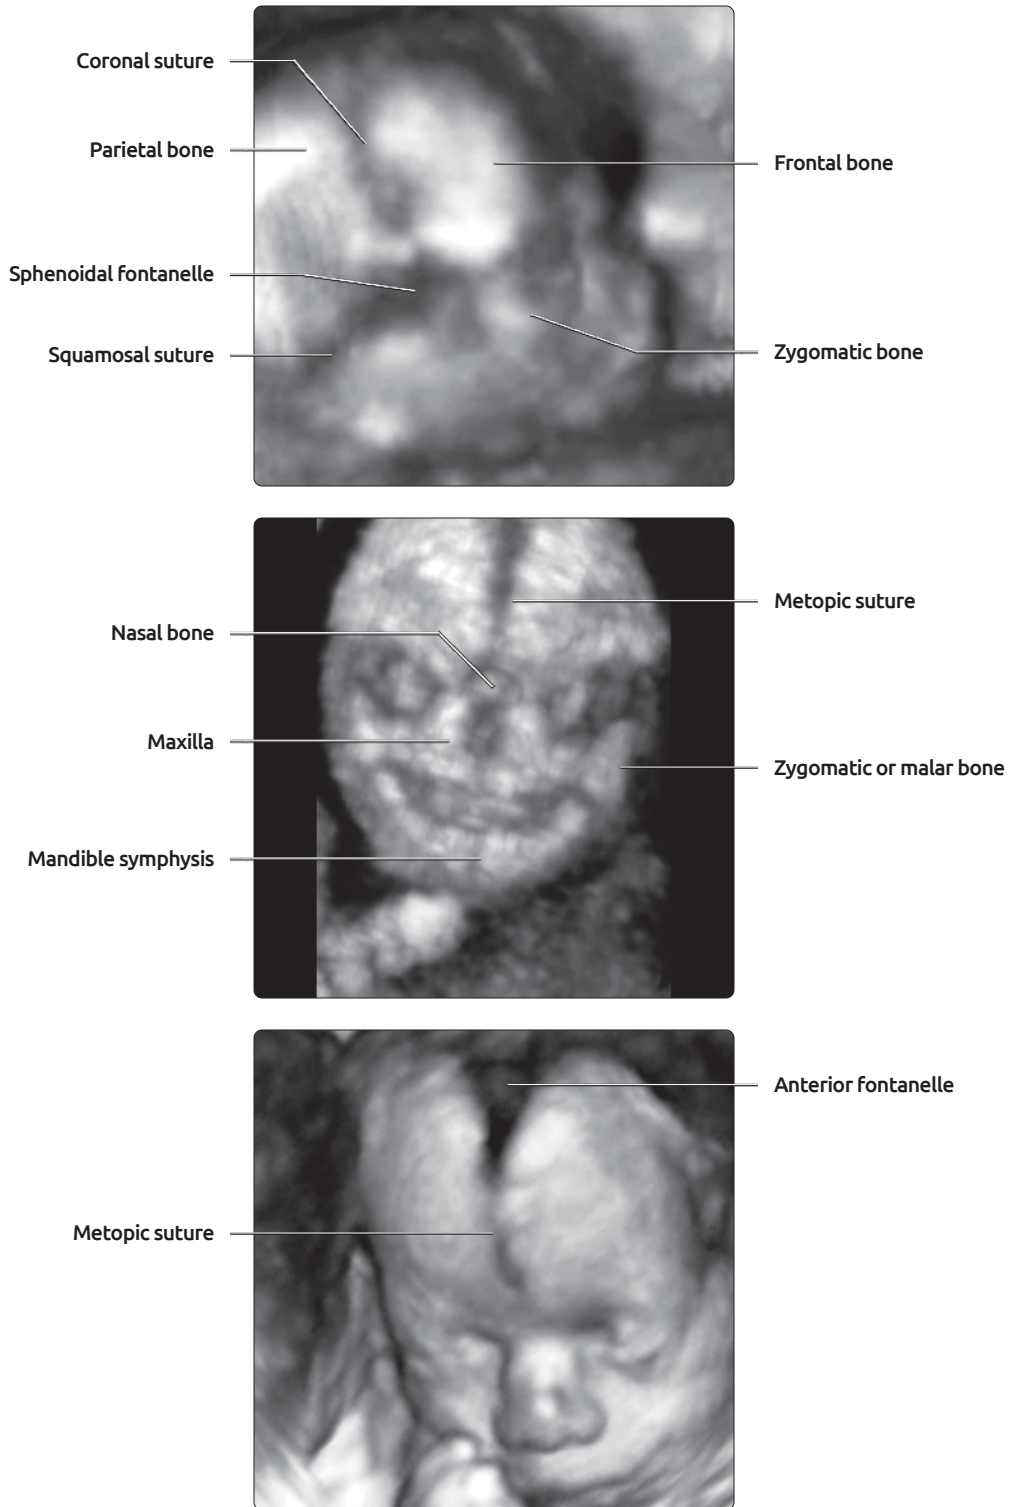 Coronal suture
Parietal bone
Frontal bone
Sphenoidal fontanelle
Squamosal suture
Zygomatic bone
Metopic suture
Nasal bone
Maxilla
Zygomatic or malar bone
Mandible symphysis
Anterior fontanelle
Metopic suture